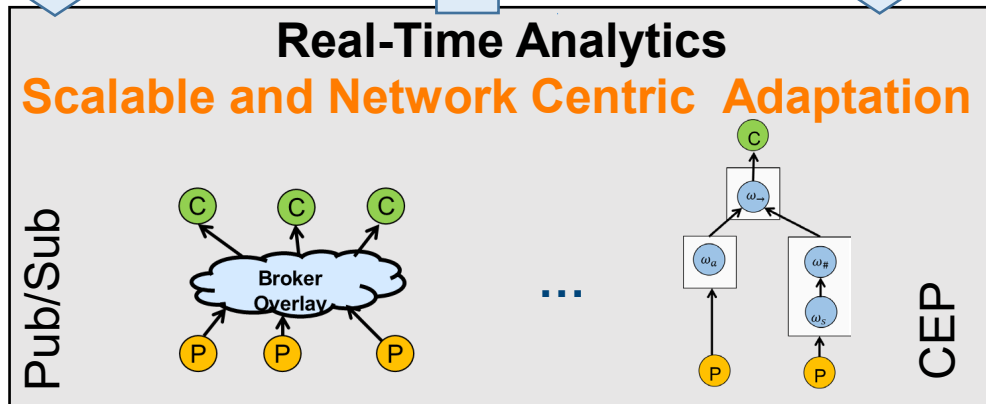 Real-Time Analytics
Scalable and Network Centric Adaptation
Pub/Sub
C C C
Broker
Overlay
P P P
...
C
ω→
ωa
ω#
ωs
P P
CEP